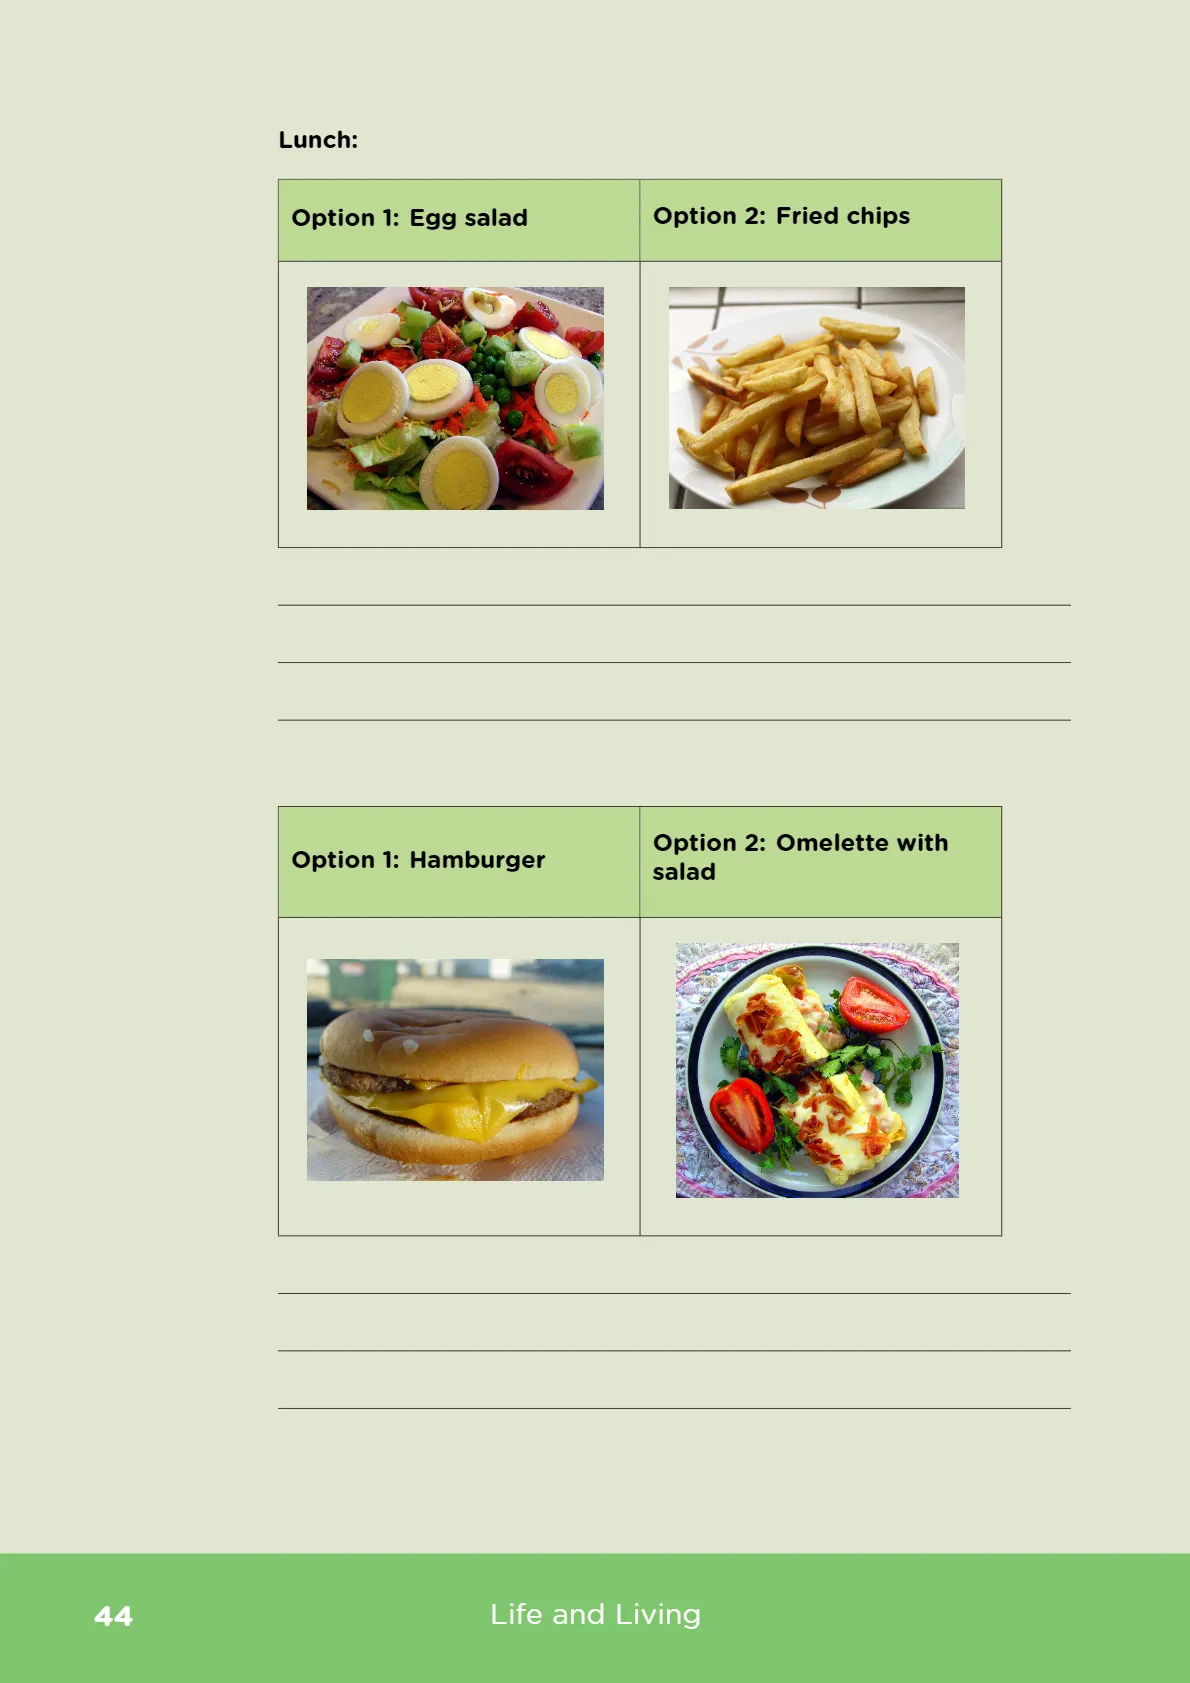 Lunch:
Option 1: Egg salad
Option 2: Fried chips
Option 1: Hamburger
Option 2: Omelette with
salad
44
Life and Living